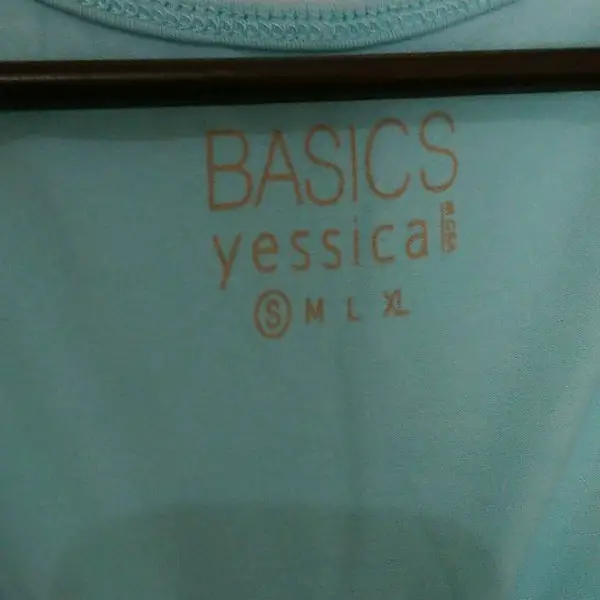 BASICS
yessica
S M L XL